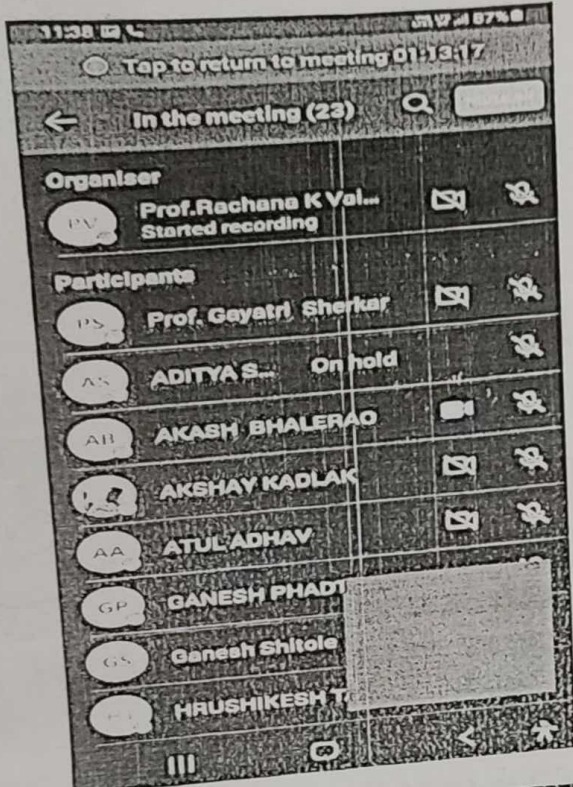 11:38 87%
Tap to return to meeting 01:13:17
In the meeting (23)
Organiser
PV Prof.Rachana K Val...
Started recording
Participants
PS Prof. Gayatri Sherkar
AS ADITYA S... On hold
AB AKASH BHALERAO
AKSHAY KADLAK
AA ATUL ADHAV
GP GANESH PHADT
GS Ganesh Shitole
HRUSHIKESH T